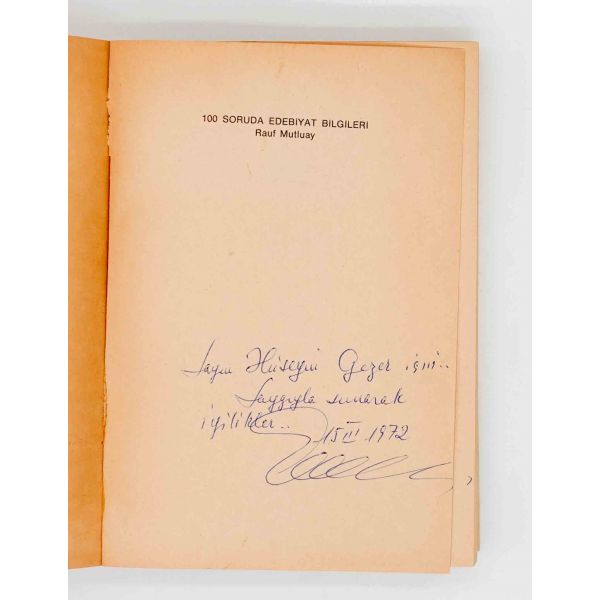 100 SORUDA EDEBİYAT BİLGİLERİ
Rauf Mutluay
Sayın Hüseyin Gezer için..
Saygıyla sunarak
iyilikler.. 15 III 1972